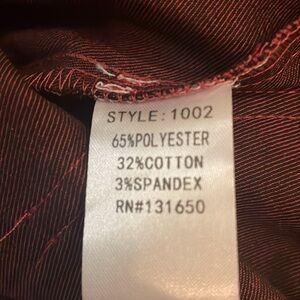 STYLE:1002
65%POLYESTER
32%COTTON
3%SPANDEX
RN#131650